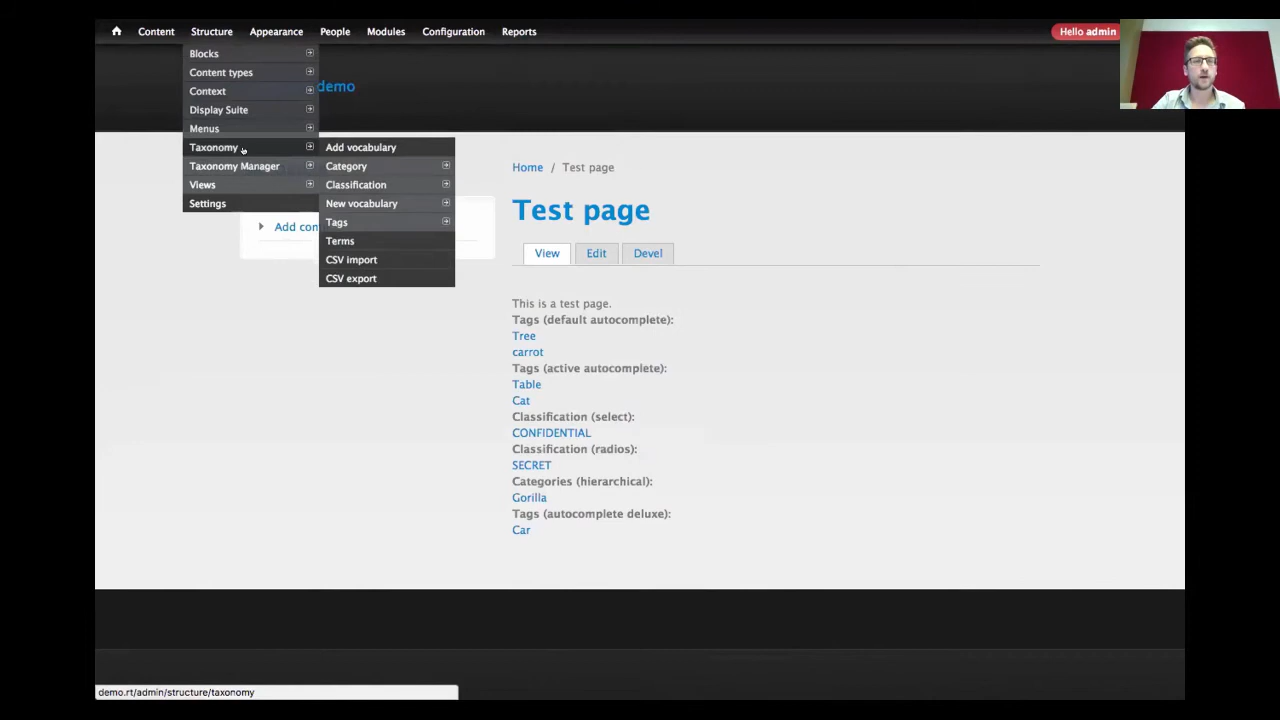 Content Structure Appearance People Modules Configuration Reports
Hello admin
Blocks
Content types
Context
Display Suite
Menus
Taxonomy
Taxonomy Manager
Views
Settings
Add vocabulary
Category
Classification
New vocabulary
Tags
Terms
CSV import
CSV export
demo
Add con
Home / Test page
Test page
View Edit Devel
This is a test page.
Tags (default autocomplete):
Tree
carrot
Tags (active autocomplete):
Table
Cat
Classification (select):
CONFIDENTIAL
Classification (radios):
SECRET
Categories (hierarchical):
Gorilla
Tags (autocomplete deluxe):
Car
demo.rt/admin/structure/taxonomy